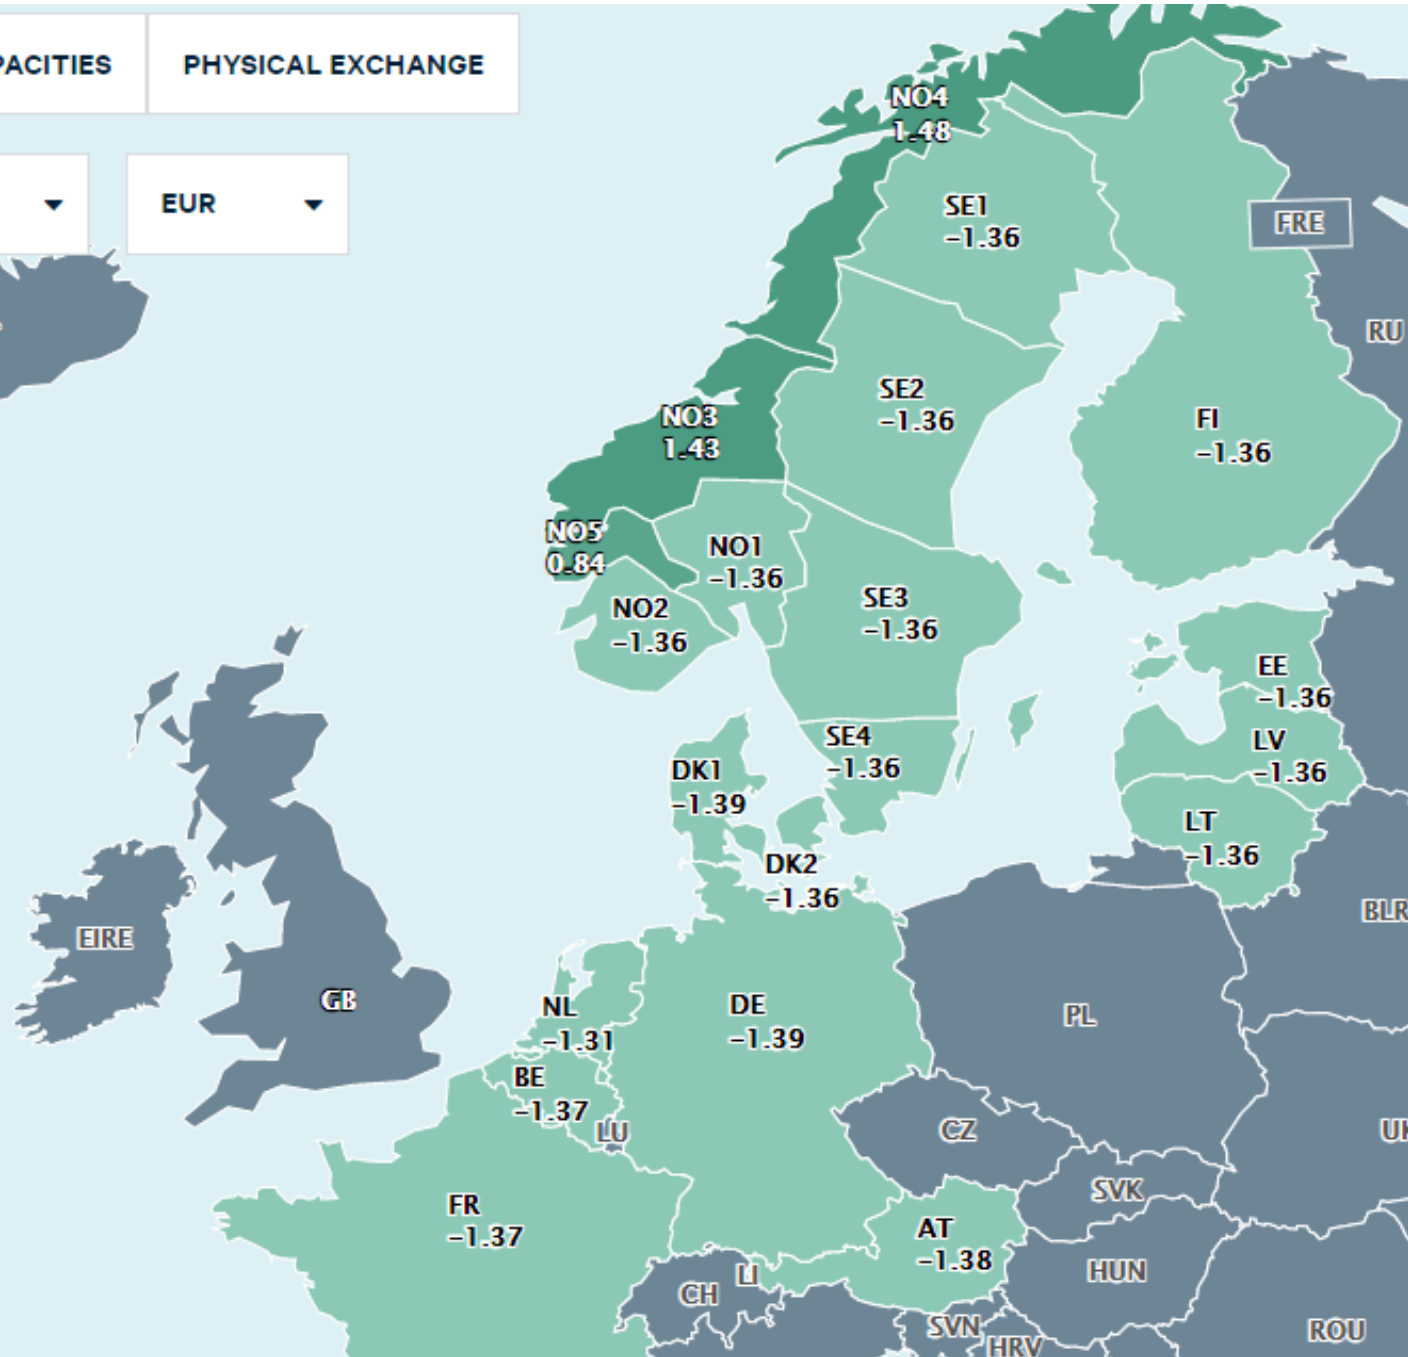 PACITIES
PHYSICAL EXCHANGE
EUR
NO4
1.48
SE1
−1.36
FRE
RU
SE2
−1.36
FI
−1.36
NO3
1.43
NO5
0.84
NO1
−1.36
NO2
−1.36
SE3
−1.36
EE
−1.36
SE4
−1.36
LV
−1.36
DK1
−1.39
LT
−1.36
DK2
−1.36
BLR
EIRE
GB
NL
−1.31
DE
−1.39
PL
BE
−1.37
LU
CZ
UK
SVK
FR
−1.37
AT
−1.38
LI
CH
HUN
SVN
HRV
ROU